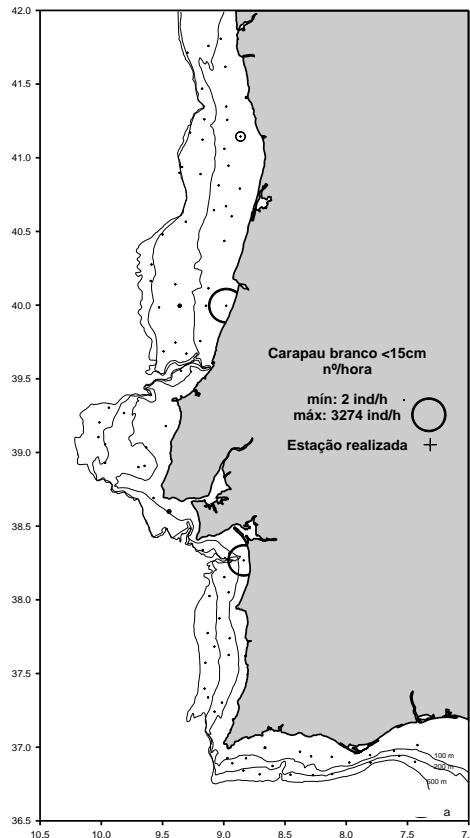 42.0
41.5
41.0
40.5
40.0
39.5
39.0
38.5
38.0
37.5
37.0
36.5
Carapau branco <15cm
nº/hora
mín: 2 ind/h
máx: 3274 ind/h
Estação realizada
100 m
200 m
500 m
a
10.5 10.0 9.5 9.0 8.5 8.0 7.5 7.